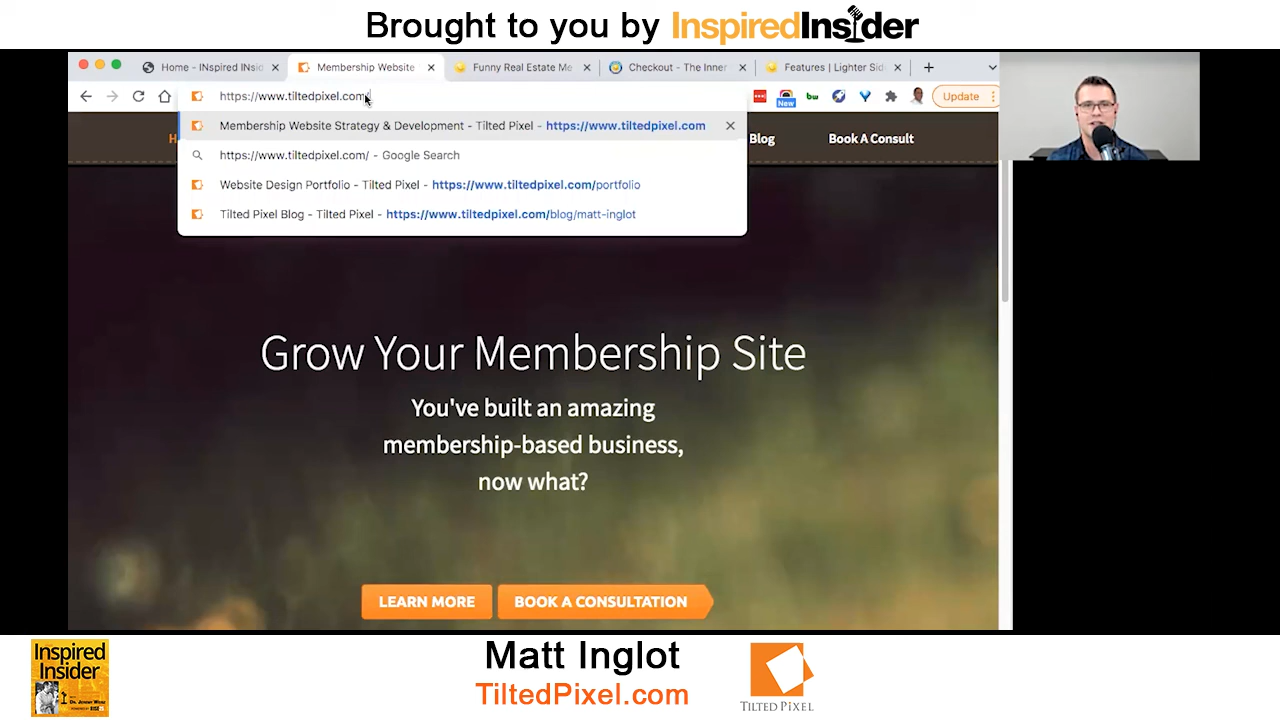 Brought to you by InspiredInsider
Home - INspired INsid
Membership Website
Funny Real Estate Me
Checkout - The Inner
Features | Lighter Sid
https://www.tiltedpixel.com/
New
bw
Update
Membership Website Strategy & Development - Tilted Pixel - https://www.tiltedpixel.com
https://www.tiltedpixel.com/ - Google Search
Website Design Portfolio - Tilted Pixel - https://www.tiltedpixel.com/portfolio
Tilted Pixel Blog - Tilted Pixel - https://www.tiltedpixel.com/blog/matt-inglot
H
Blog
Book A Consult
Grow Your Membership Site
You've built an amazing
membership-based business,
now what?
LEARN MORE
BOOK A CONSULTATION
Inspired
Insider
Matt Inglot
TiltedPixel.com
TILTED PIXEL